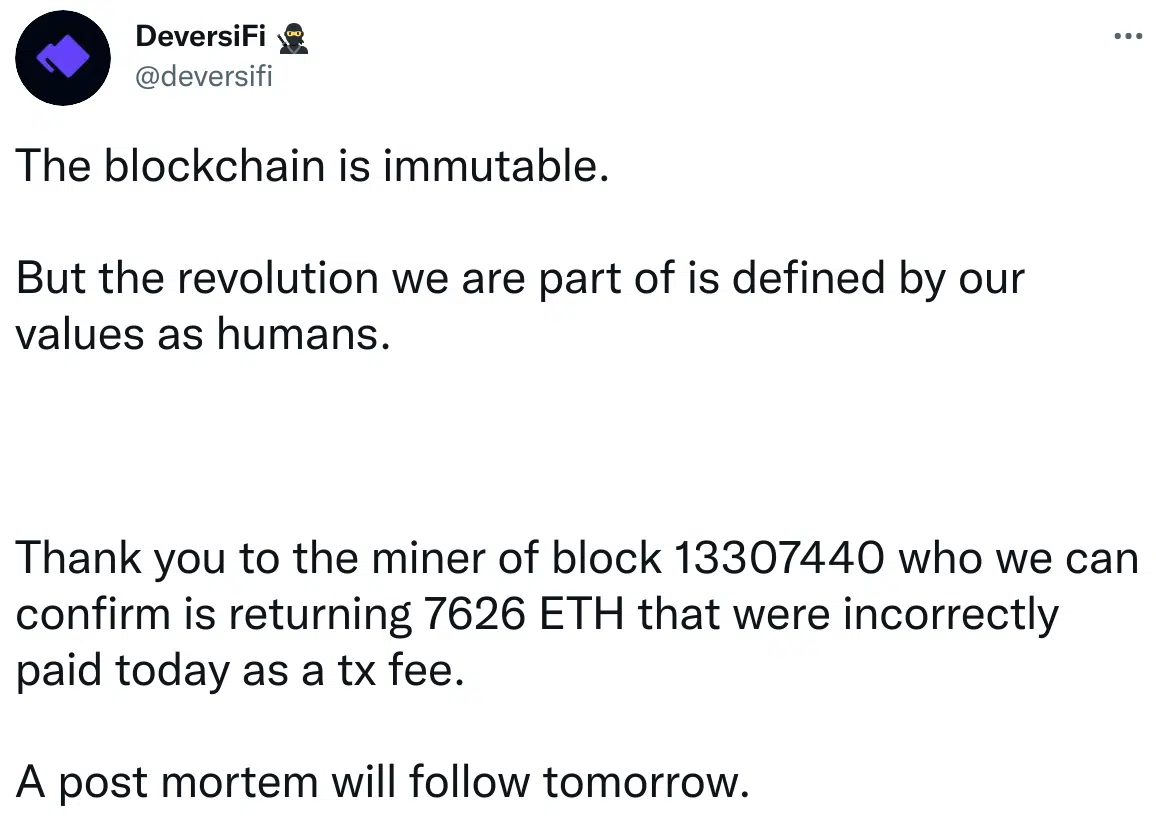 DeversiFi 🥷
@deversifi
The blockchain is immutable.
But the revolution we are part of is defined by our
values as humans.
Thank you to the miner of block 13307440 who we can
confirm is returning 7626 ETH that were incorrectly
paid today as a tx fee.
A post mortem will follow tomorrow.